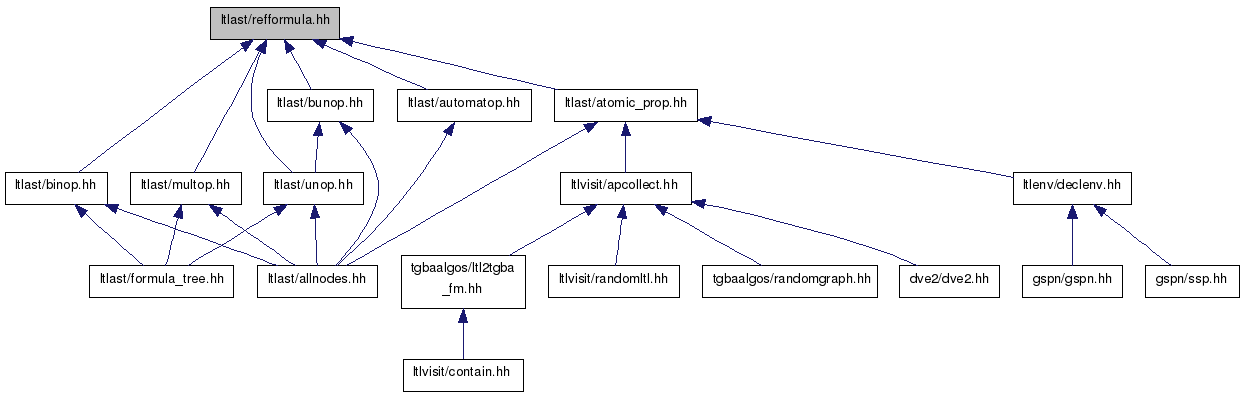 ltlast/refformula.hh
ltlast/bunop.hh
ltlast/automatop.hh
ltlast/atomic_prop.hh
ltlast/binop.hh
ltlast/multop.hh
ltlast/unop.hh
ltlvisit/apcollect.hh
ltlenv/declenv.hh
ltlast/formula_tree.hh
ltlast/allnodes.hh
tgbaalgos/ltl2tgba
_fm.hh
ltlvisit/randomltl.hh
tgbaalgos/randomgraph.hh
dve2/dve2.hh
gspn/gspn.hh
gspn/ssp.hh
ltlvisit/contain.hh